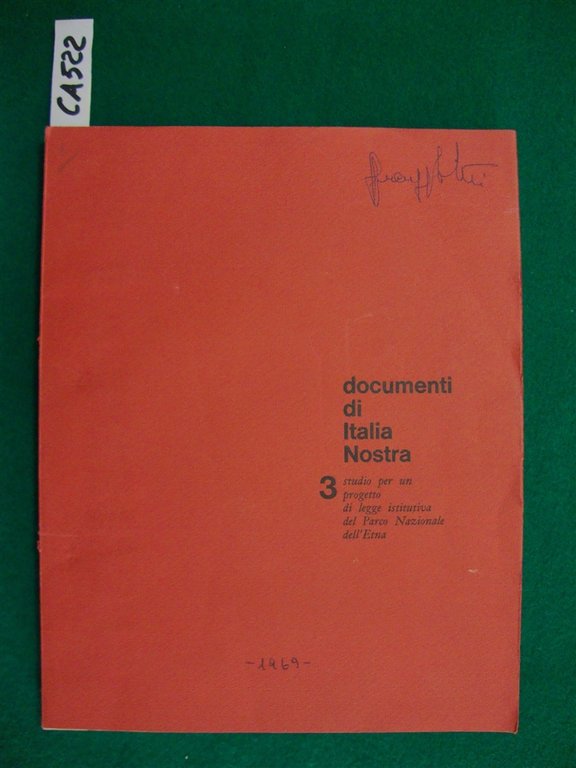 CA522
documenti
di
Italia
Nostra
3 studio per un
progetto
di legge istitutiva
del Parco Nazionale
dell'Etna
-1969-